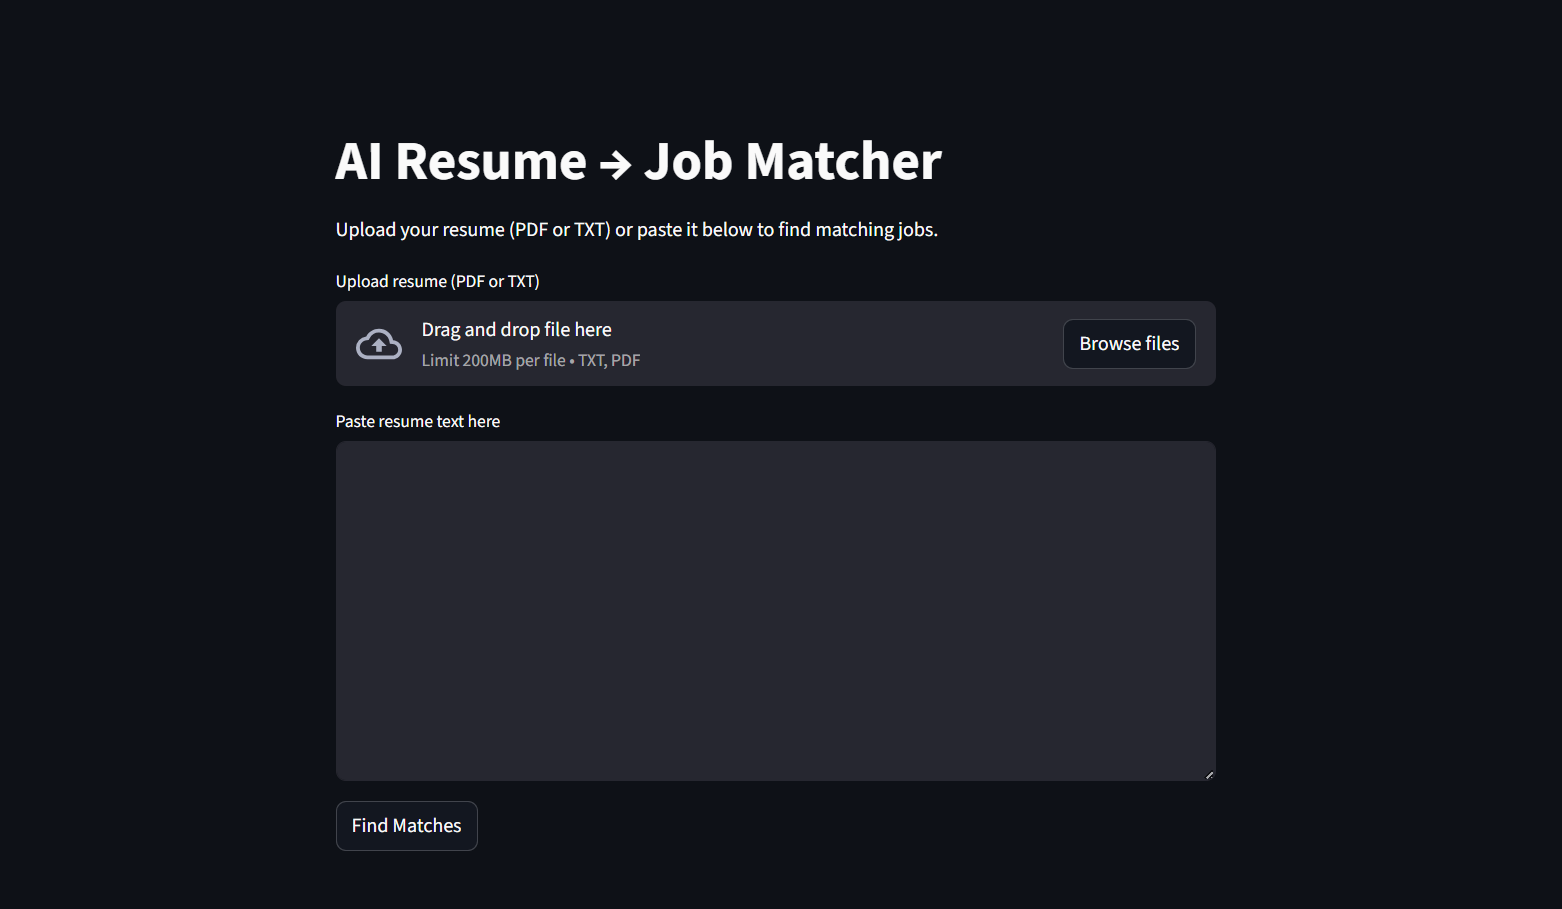 AI Resume → Job Matcher
Upload your resume (PDF or TXT) or paste it below to find matching jobs.
Upload resume (PDF or TXT)
Drag and drop file here
Limit 200MB per file • TXT, PDF
Browse files
Paste resume text here
Find Matches